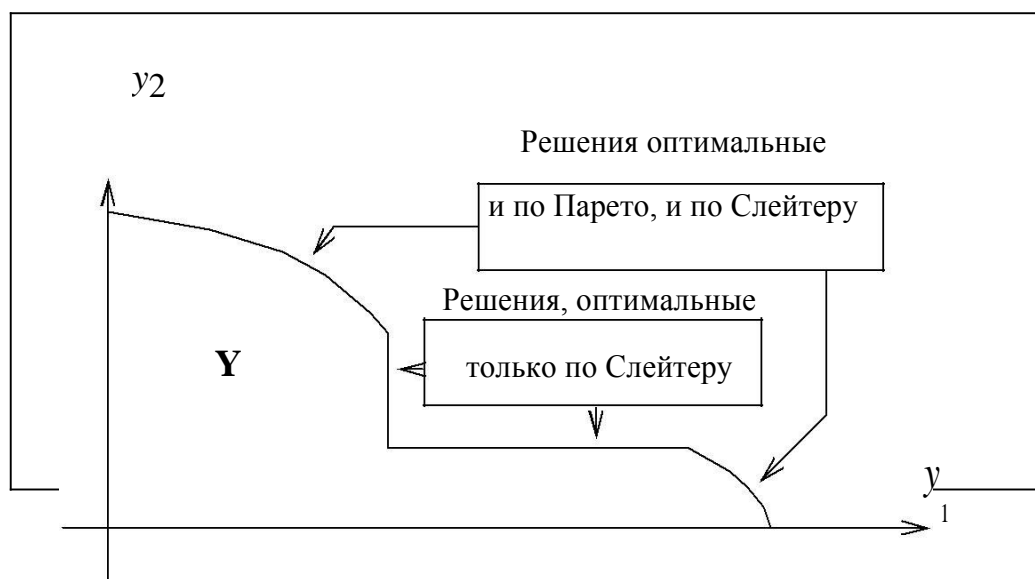 y2
Решения оптимальные
и по Парето, и по Слейтеру
Решения, оптимальные
только по Слейтеру
Y
y
1